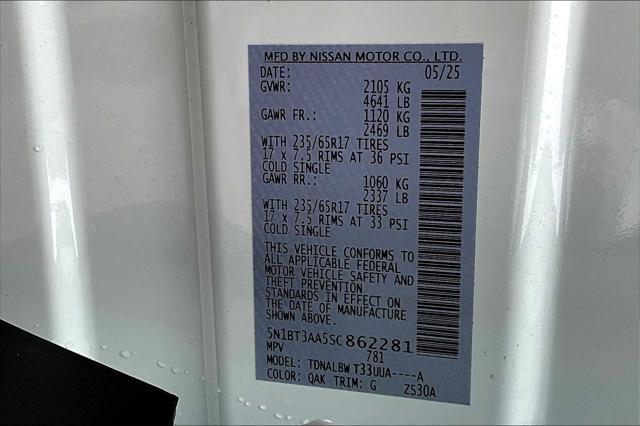 MFD BY NISSAN MOTOR CO., LTD.
DATE: 05/25
GVWR: 2105 KG
4641 LB
GAWR FR.: 1120 KG
2469 LB
WITH 235/65R17 TIRES
17 x 7.5 RIMS AT 36 PSI
COLD SINGLE
GAWR RR.: 1060 KG
2337 LB
WITH 235/65R17 TIRES
17 x 7.5 RIMS AT 33 PSI
COLD SINGLE
THIS VEHICLE CONFORMS TO
ALL APPLICABLE FEDERAL
MOTOR VEHICLE SAFETY AND
THEFT PREVENTION
STANDARDS IN EFFECT ON
THE DATE OF MANUFACTURE
SHOWN ABOVE.
5N1BT3AA5SC862281
MPV 781
MODEL: TDNALBW T33UUA----A
COLOR: QAK TRIM: G ZS30A